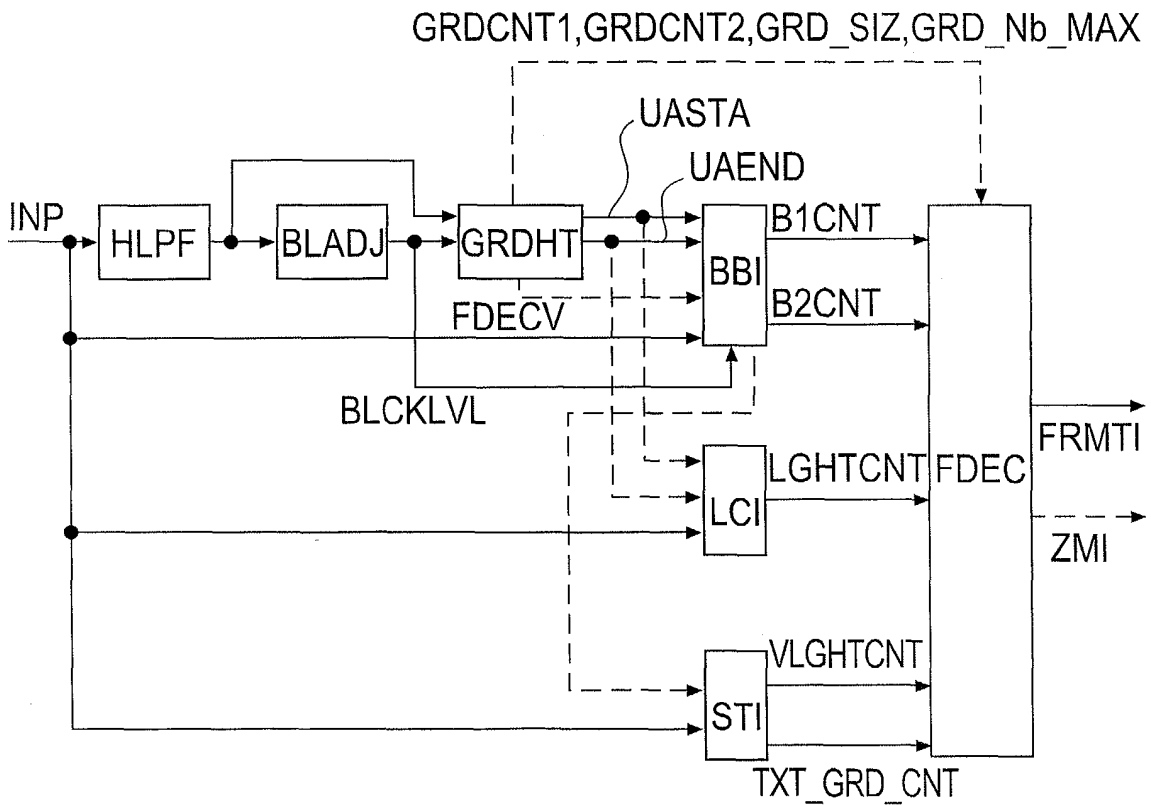 GRDCNT1,GRDCNT2,GRD_SIZ,GRD_Nb_MAX
UASTA
UAEND
INP
HLPF
BLADJ
GRDHT
BBI
B1CNT
B2CNT
FDECV
BLCKLVL
FRMTI
LCI
LGHTCNT
FDEC
ZMI
STI
VLGHTCNT
TXT_GRD_CNT